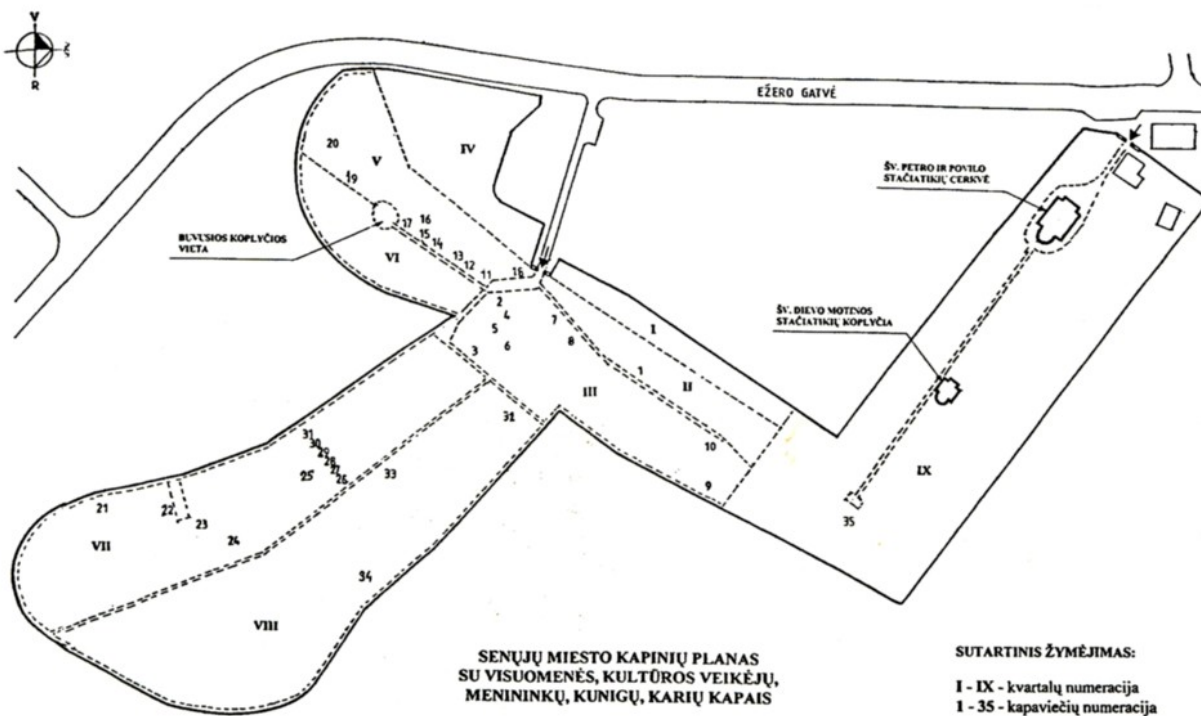 V
Ž
R
EŽERO GATVĖ
ŠV. PETRO IR POVILO
STAČIATIKIŲ CERKVĖ
BUVUSIOS KOPLYČIOS
VIETA
ŠV. DIEVO MOTINOS
STAČIATIKIŲ KOPLYČIA
20
V
IV
19
16
17
15
14
VI
13
12
11
18
2
4
7
5
8
3
6
I
1
II
III
31
10
9
IX
35
31
30
29
28
27
25
26
33
21
22
23
24
VII
34
VIII
SENŲJŲ MIESTO KAPINIŲ PLANAS
SU VISUOMENĖS, KULTŪROS VEIKĖJŲ,
MENININKŲ, KUNIGŲ, KARIŲ KAPAIS
SUTARTINIS ŽYMĖJIMAS:
I - IX - kvartalų numeracija
1 - 35 - kapaviečių numeracija